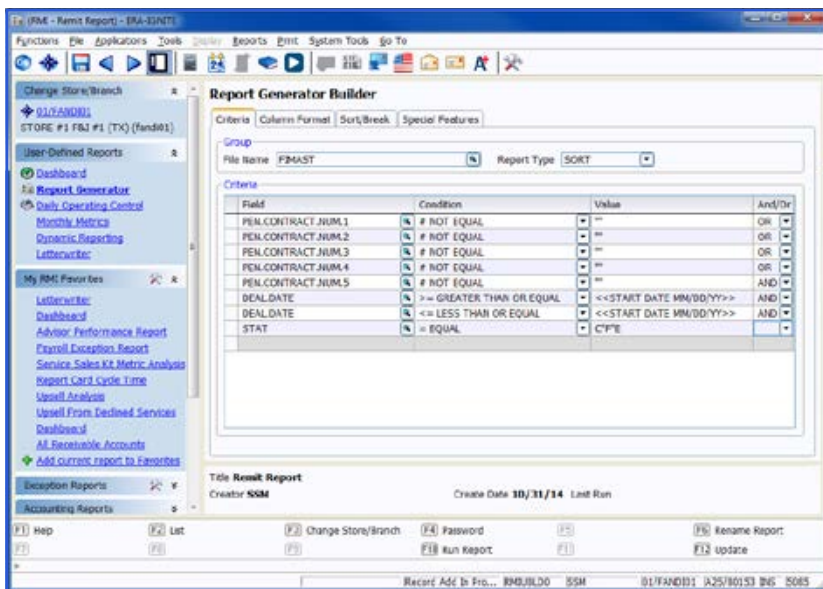 (RMI - Remit Report) - ERA-IGNITE
Functions File Applications Tools Display Reports Print System Tools Go To
Change Store/Branch
01/FANDI01
STORE #1 F&I #1 (TX) (fandi01)
User-Defined Reports
Dashboard
Report Generator
Daily Operating Control
Monthly Metrics
Dynamic Reporting
Letterwriter
My RMI Favorites
Letterwriter
Dashboard
Advisor Performance Report
Payroll Exception Report
Service Sales Kit Metric Analysis
Report Card Cycle Time
Upsell Analysis
Upsell From Declined Services
Dashboard
All Receivable Accounts
Add current report to Favorites
Exception Reports
Accounting Reports
Report Generator Builder
Criteria Column Format Sort/Break Special Features
Group
File Name FIMAST Report Type SORT
Criteria
Field Condition Value And/Or
PEN.CONTRACT.NUM.1 # NOT EQUAL "" OR
PEN.CONTRACT.NUM.2 # NOT EQUAL "" OR
PEN.CONTRACT.NUM.3 # NOT EQUAL "" OR
PEN.CONTRACT.NUM.4 # NOT EQUAL "" OR
PEN.CONTRACT.NUM.5 # NOT EQUAL "" AND
DEAL.DATE >= GREATER THAN OR EQUAL <<START DATE MM/DD/YY>> AND
DEAL.DATE <= LESS THAN OR EQUAL <<START DATE MM/DD/YY>> AND
STAT = EQUAL C"F"E
Title Remit Report
Creator SSM Create Date 10/31/14 Last Run
F1 Help F2 List F3 Change Store/Branch F4 Password F5 F6 Rename Report
F7 F8 F9 F10 Run Report F11 F12 Update
Record Add In Pro... RMIUBLD0 SSM 01/FANDI01 A25/80153 INS 5085